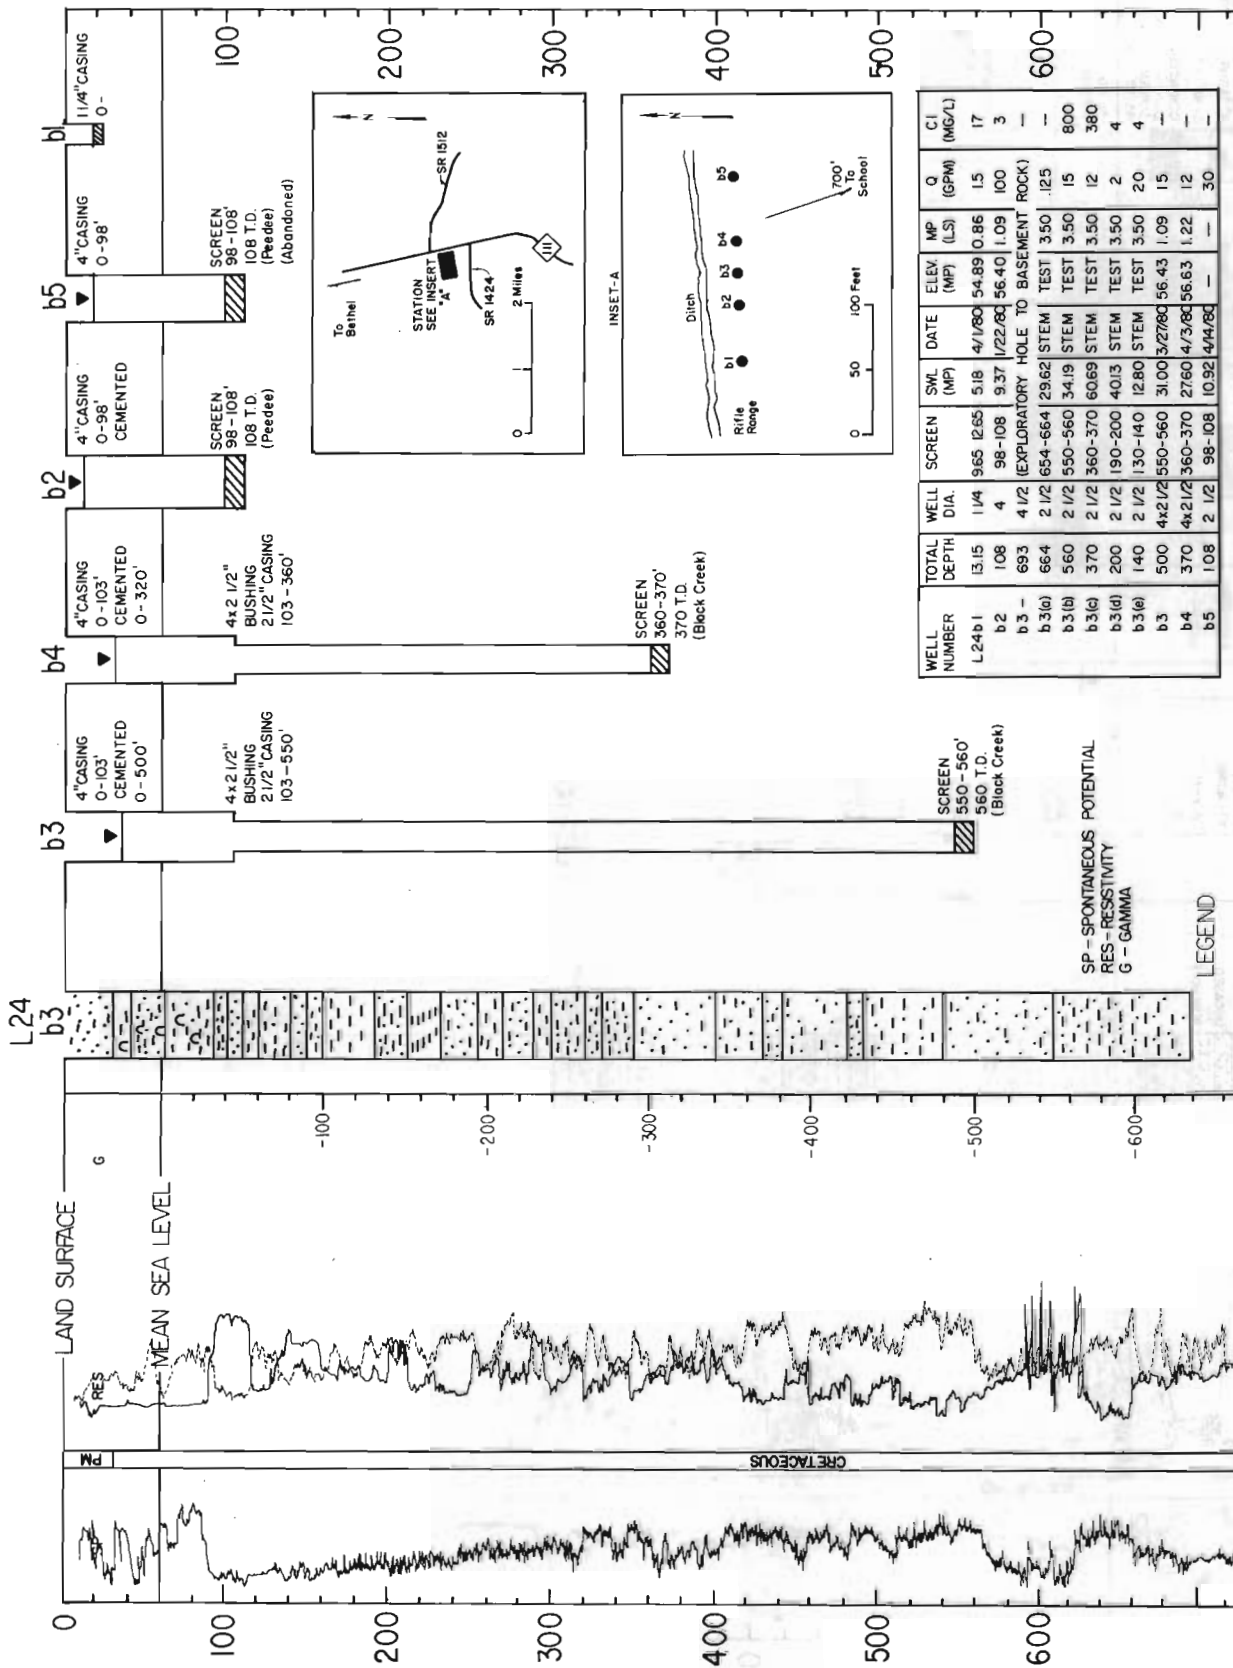 L24
b3
b3
b4
b2
b5
b1
LAND SURFACE
MEAN SEA LEVEL
4" CASING
0-103'
CEMENTED
0-500'
4 x 2 1/2"
BUSHING
2 1/2" CASING
103-550'
SCREEN
550-560'
560 T.D.
(Black Creek)
4" CASING
0-103'
CEMENTED
0-320'
4 x 2 1/2"
BUSHING
2 1/2" CASING
103-360'
SCREEN
360-370'
370 T.D.
(Black Creek)
4" CASING
0-98'
CEMENTED
SCREEN
98-108'
108 T.D.
(Peedee)
4" CASING
0-98'
SCREEN
98-108'
108 T.D.
(Peedee)
(Abandoned)
1 1/4" CASING
0-
0
100
200
300
400
500
600
PM
CRETACEOUS
RES
G
-100
-200
-300
-400
-500
-600
100
200
300
400
500
600
To
Bethel
N
SR 1512
STATION
SEE INSERT
"A"
SR 1424
111
0 1 2 Miles
INSET-A
N
Ditch
b1 b2 b3 b4 b5
Rifle
Range
700'
To
School
0 50 100 Feet
WELL NUMBER TOTAL DEPTH WELL DIA. SCREEN SWL (MP) DATE ELEV. (MP) MP (LS) Q (GPM) Cl (MG/L)
L24b1 13.15 1 1/4 9.65 12.65 5.18 4/1/80 54.89 0.86 1.5 17
b2 108 4 98-108 9.37 1/22/80 56.40 1.09 100 3
b3 - 693 4 1/2 (EXPLORATORY HOLE TO BASEMENT ROCK) —
b3(a) 664 2 1/2 654-664 29.62 STEM TEST 3.50 .125 —
b3(b) 560 2 1/2 550-560 34.19 STEM TEST 3.50 15 800
b3(c) 370 2 1/2 360-370 60.69 STEM TEST 3.50 12 380
b3(d) 200 2 1/2 190-200 40.13 STEM TEST 3.50 2 4
b3(e) 140 2 1/2 130-140 12.80 STEM TEST 3.50 20 4
b3 500 4x2 1/2 550-560 31.00 3/27/80 56.43 1.09 15 —
b4 370 4x2 1/2 360-370 27.60 4/3/80 56.63 1.22 12 —
b5 108 2 1/2 98-108 10.92 4/14/80 — — 30 —
SP - SPONTANEOUS POTENTIAL
RES - RESISTIVITY
G - GAMMA
LEGEND